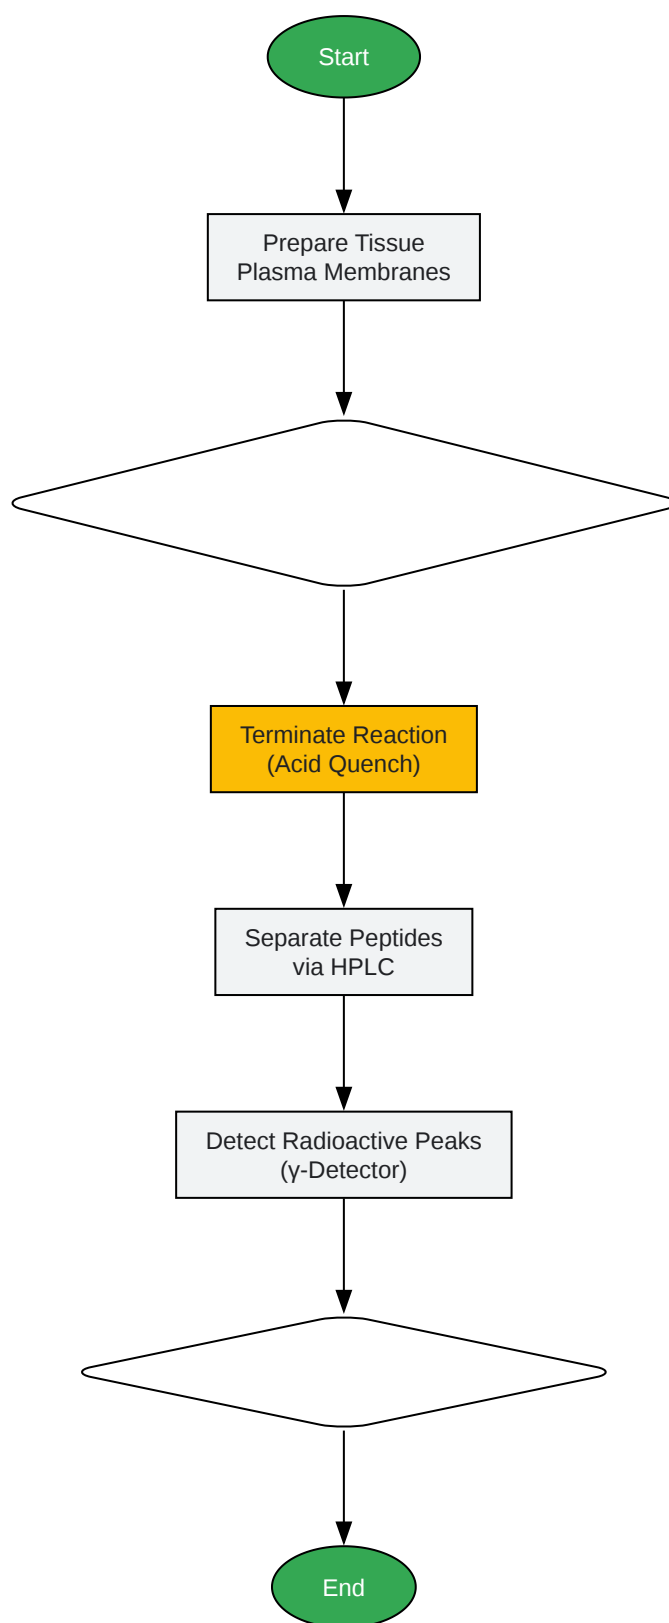 Start
Prepare Tissue
Plasma Membranes
Terminate Reaction
(Acid Quench)
Separate Peptides
via HPLC
Detect Radioactive Peaks
(γ-Detector)
End